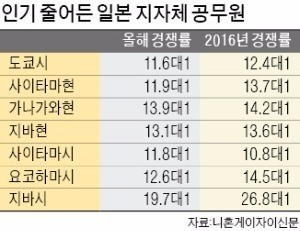 인기 줄어든 일본 지자체 공무원
올해 경쟁률 2016년 경쟁률
도쿄시 11.6대1 12.4대1
사이타마현 11.9대1 13.7대1
가나가와현 13.9대1 14.2대1
지바현 13.1대1 13.6대1
사이타마시 11.8대1 10.8대1
요코하마시 12.6대1 14.5대1
지바시 19.7대1 26.8대1
자료:니혼게이자이신문